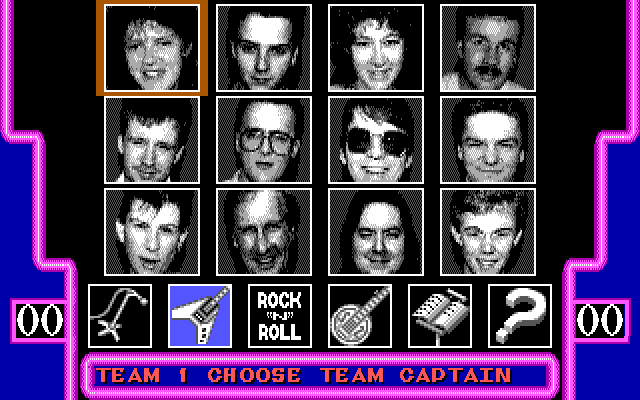 ROCK
"N"
ROLL
00
00
TEAM 1 CHOOSE TEAM CAPTAIN